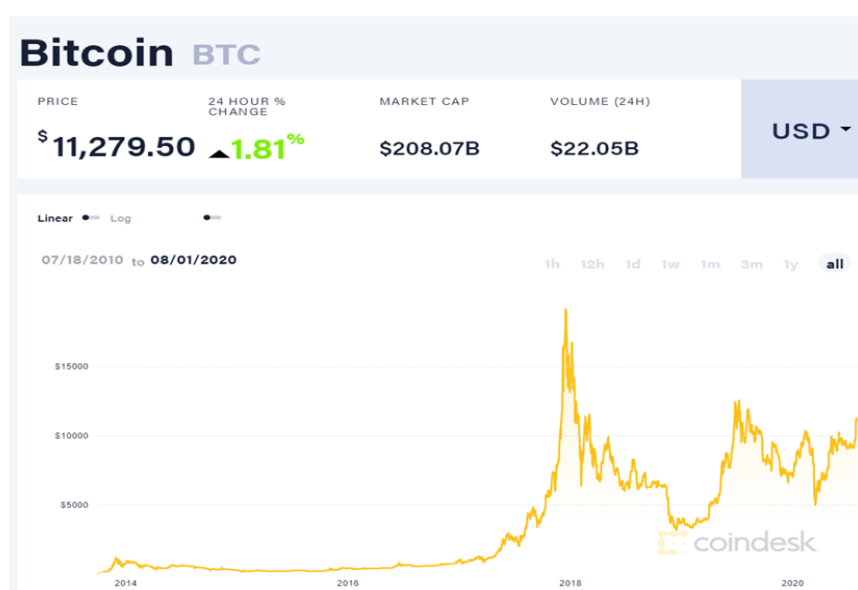 Bitcoin BTC
PRICE 24 HOUR % CHANGE MARKET CAP VOLUME (24H)
$11,279.50 1.81% $208.07B $22.05B USD
Linear Log
07/18/2010 to 08/01/2020 1h 12h 1d 1w 1m 3m 1y all
$15000
$10000
$5000
coindesk
2014 2016 2018 2020